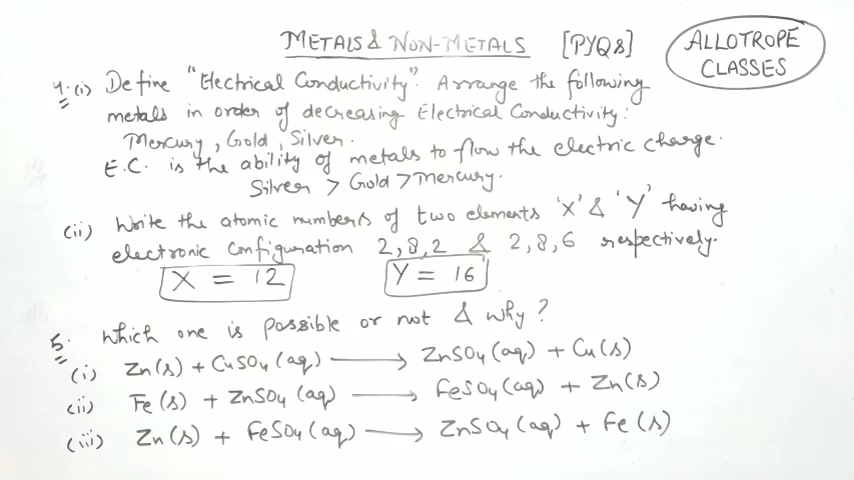 METALS & NON-METALS [PYQs]
ALLOTROPE
CLASSES
4. (i) Define "Electrical Conductivity". Arrange the following
metals in order of decreasing Electrical Conductivity:
Mercury, Gold, Silver.
E.C. is the ability of metals to flow the electric charge.
Silver > Gold > Mercury.
(ii) Write the atomic numbers of two elements 'X' & 'Y' having
electronic configuration 2,8,2 & 2,8,6 respectively.
X = 12 Y = 16
5. Which one is possible or not & why?
(i) Zn(s) + CuSO4(aq) → ZnSO4(aq) + Cu(s)
(ii) Fe(s) + ZnSO4(aq) → FeSO4(aq) + Zn(s)
(iii) Zn(s) + FeSO4(aq) → ZnSO4(aq) + Fe(s)